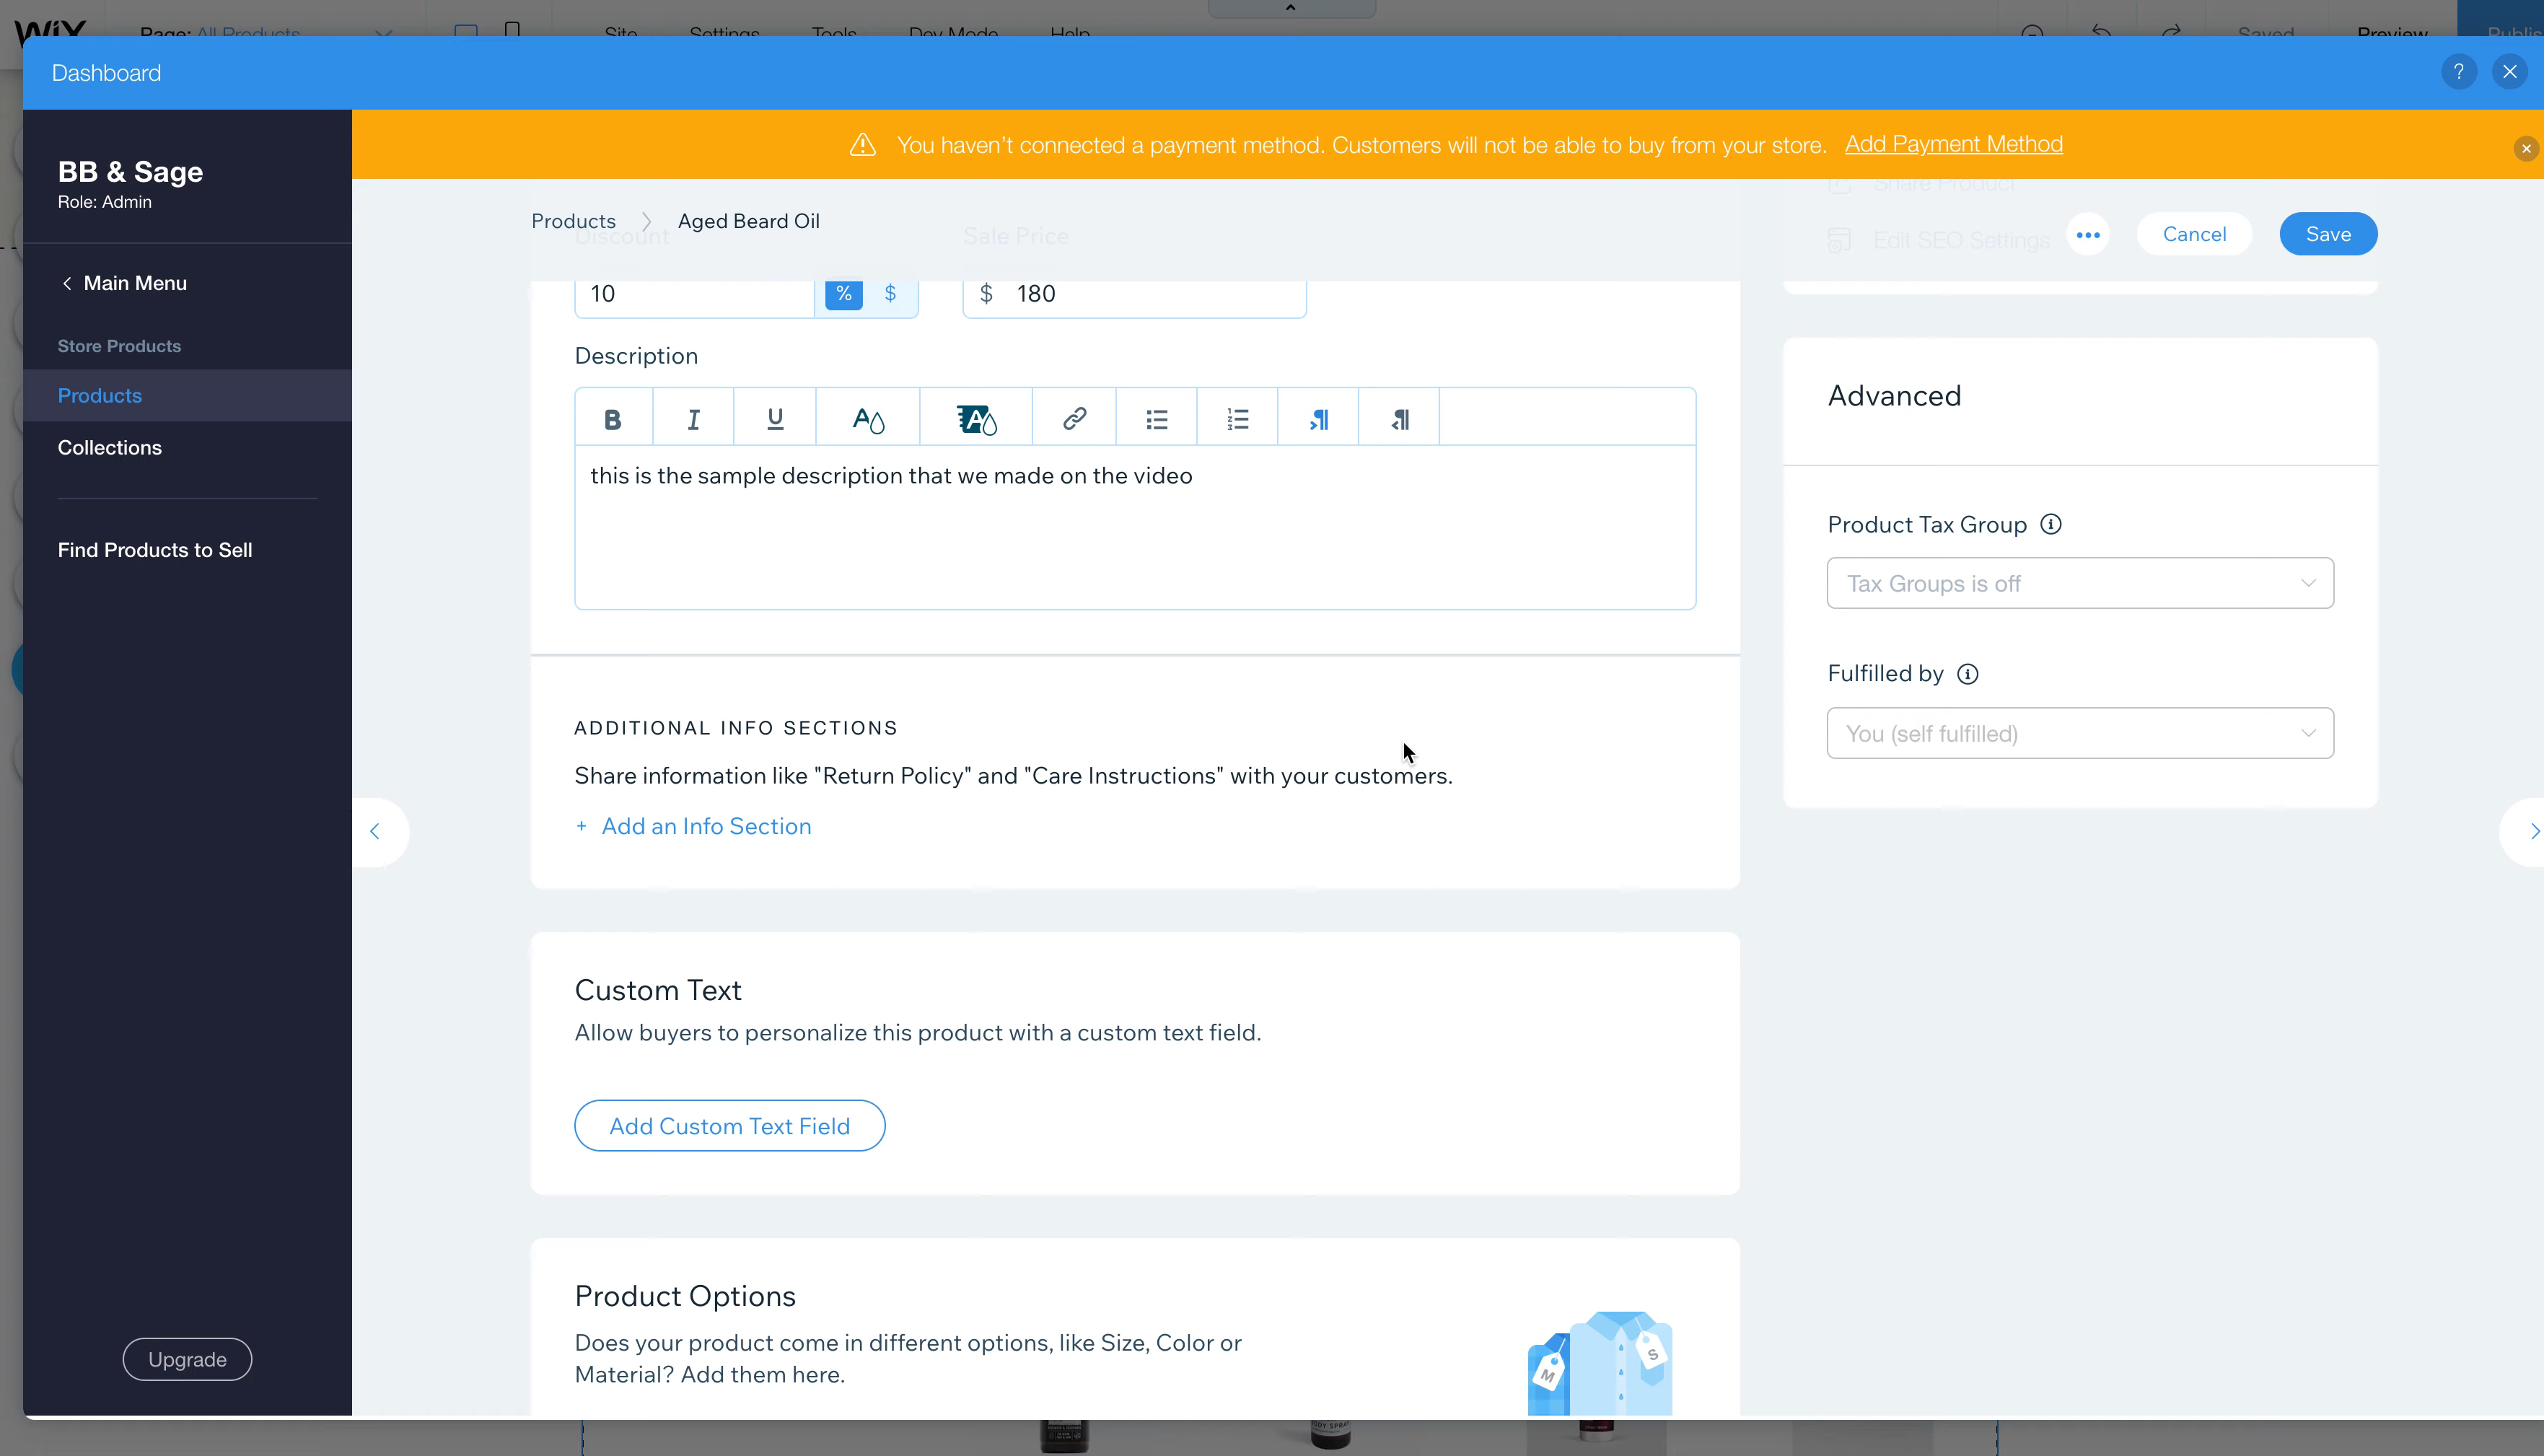 WiX
Page: All Products
Site
Settings
Tools
Dev Mode
Help
Saved
Preview
Publis
Dashboard
?
BB & Sage
Role: Admin
Main Menu
Store Products
Products
Collections
Find Products to Sell
Upgrade
You haven't connected a payment method. Customers will not be able to buy from your store. Add Payment Method
Share Product
Products > Aged Beard Oil
Edit SEO Settings
Cancel
Save
Discount
Sale Price
10
%
$
$ 180
Description
B
I
U
A
A
this is the sample description that we made on the video
ADDITIONAL INFO SECTIONS
Share information like "Return Policy" and "Care Instructions" with your customers.
+ Add an Info Section
Custom Text
Allow buyers to personalize this product with a custom text field.
Add Custom Text Field
Product Options
Does your product come in different options, like Size, Color or
Material? Add them here.
M
S
Advanced
Product Tax Group
Tax Groups is off
Fulfilled by
You (self fulfilled)